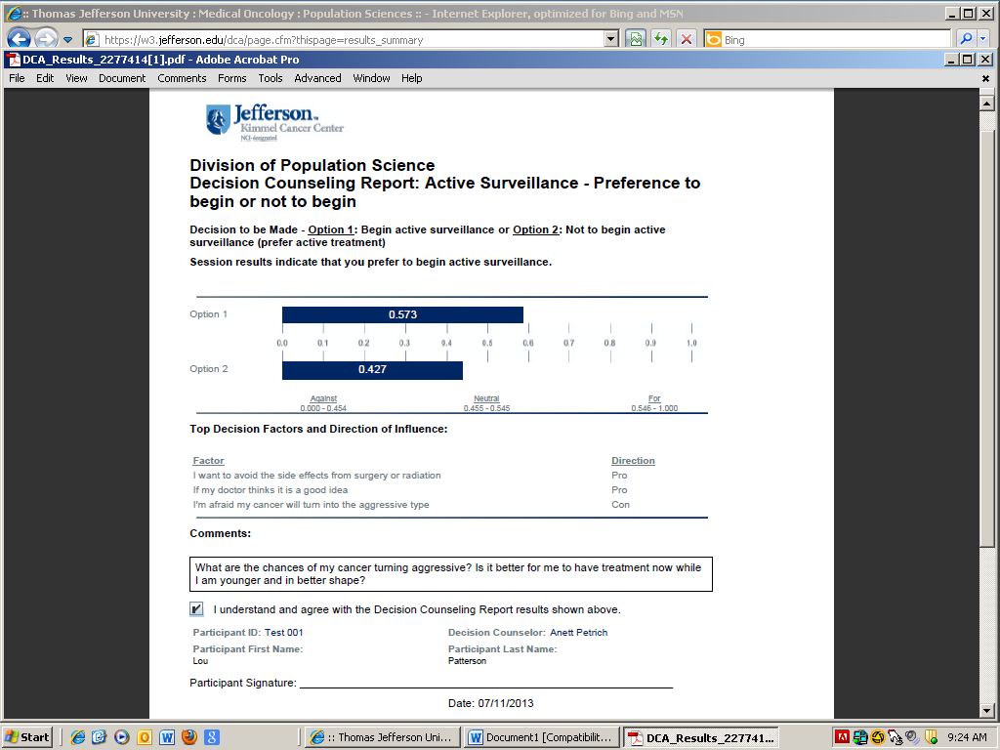 :: Thomas Jefferson University : Medical Oncology : Population Sciences :: - Internet Explorer, optimized for Bing and MSN
https://w3.jefferson.edu/dca/page.cfm?thispage=results_summary
Bing
DCA_Results_2277414[1].pdf - Adobe Acrobat Pro
File Edit View Document Comments Forms Tools Advanced Window Help
Jefferson™
Kimmel Cancer Center
NCI-designated
Division of Population Science
Decision Counseling Report: Active Surveillance - Preference to
begin or not to begin
Decision to be Made - Option 1: Begin active surveillance or Option 2: Not to begin active
surveillance (prefer active treatment)
Session results indicate that you prefer to begin active surveillance.
Option 1 0.573
0.0 0.1 0.2 0.3 0.4 0.5 0.6 0.7 0.8 0.9 1.0
Option 2 0.427
Against Neutral For
0.000 - 0.454 0.455 - 0.545 0.546 - 1.000
Top Decision Factors and Direction of Influence:
Factor Direction
I want to avoid the side effects from surgery or radiation Pro
If my doctor thinks it is a good idea Pro
I'm afraid my cancer will turn into the aggressive type Con
Comments:
What are the chances of my cancer turning aggressive? Is it better for me to have treatment now while
I am younger and in better shape?
I understand and agree with the Decision Counseling Report results shown above.
Participant ID: Test 001 Decision Counselor: Anett Petrich
Participant First Name: Participant Last Name:
Lou Patterson
Participant Signature:
Date: 07/11/2013
Start :: Thomas Jefferson Uni... Document1 [Compatibilit... DCA_Results_227741... 9:24 AM